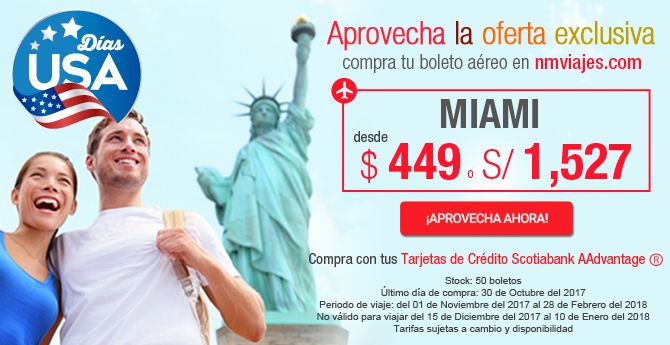 Días
USA
Aprovecha la oferta exclusiva
compra tu boleto aéreo en nmviajes.com
MIAMI
desde
$ 449 o S/ 1,527
¡APROVECHA AHORA!
Compra con tus Tarjetas de Crédito Scotiabank AAdvantage ®
Stock: 50 boletos
Último día de compra: 30 de Octubre del 2017
Periodo de viaje: del 01 de Noviembre del 2017 al 28 de Febrero del 2018
No válido para viajar del 15 de Diciembre del 2017 al 10 de Enero del 2018
Tarifas sujetas a cambio y disponibilidad